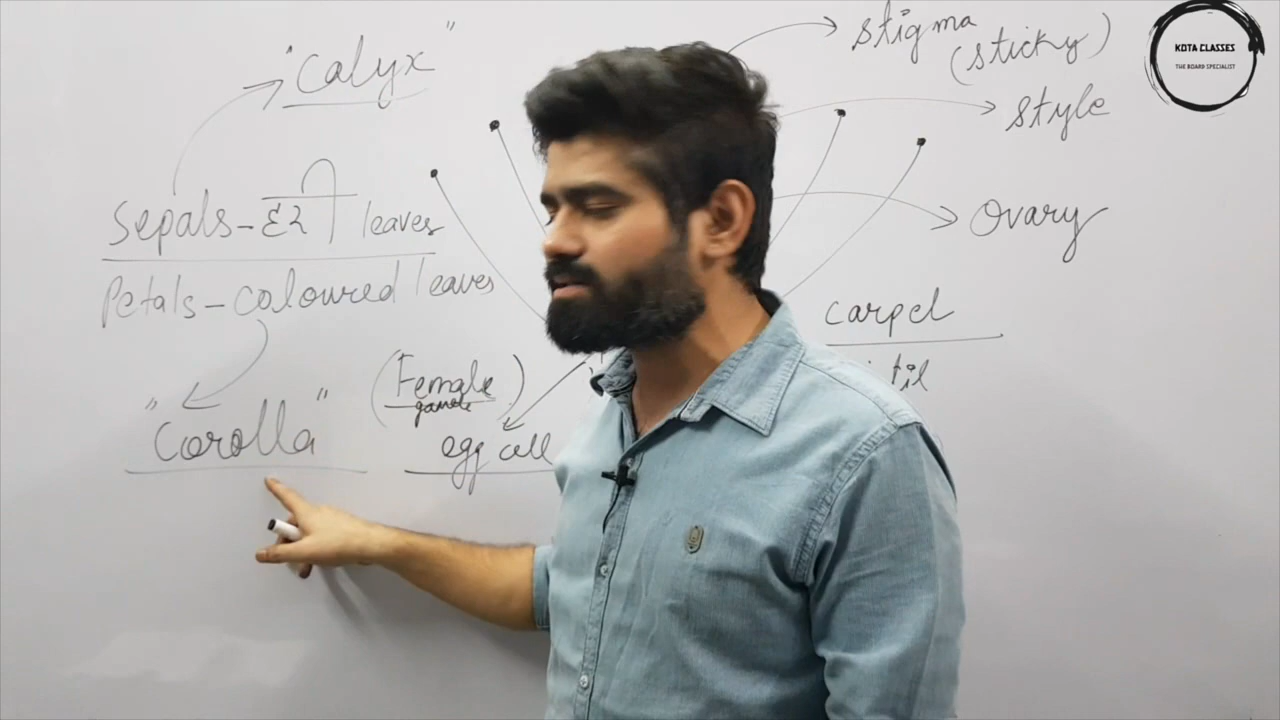 "Calyx"
Sepals - हरी leaves
Petals - coloured leaves
"Corolla"
(Female
gamete)
egg cell
stigma
(sticky)
style
Ovary
carpel
KOTA CLASSES
THE BOARD SPECIALIST